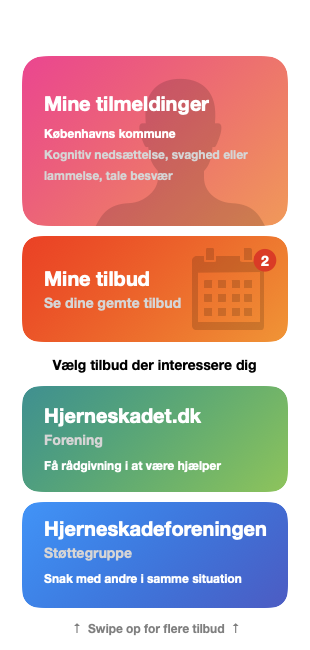 Mine tilmeldinger
Københavns kommune
Kognitiv nedsættelse, svaghed eller
lammelse, tale besvær
2
Mine tilbud
Se dine gemte tilbud
Vælg tilbud der interessere dig
Hjerneskadet.dk
Forening
Få rådgivning i at være hjælper
Hjerneskadeforeningen
Støttegruppe
Snak med andre i samme situation
↑ Swipe op for flere tilbud ↑